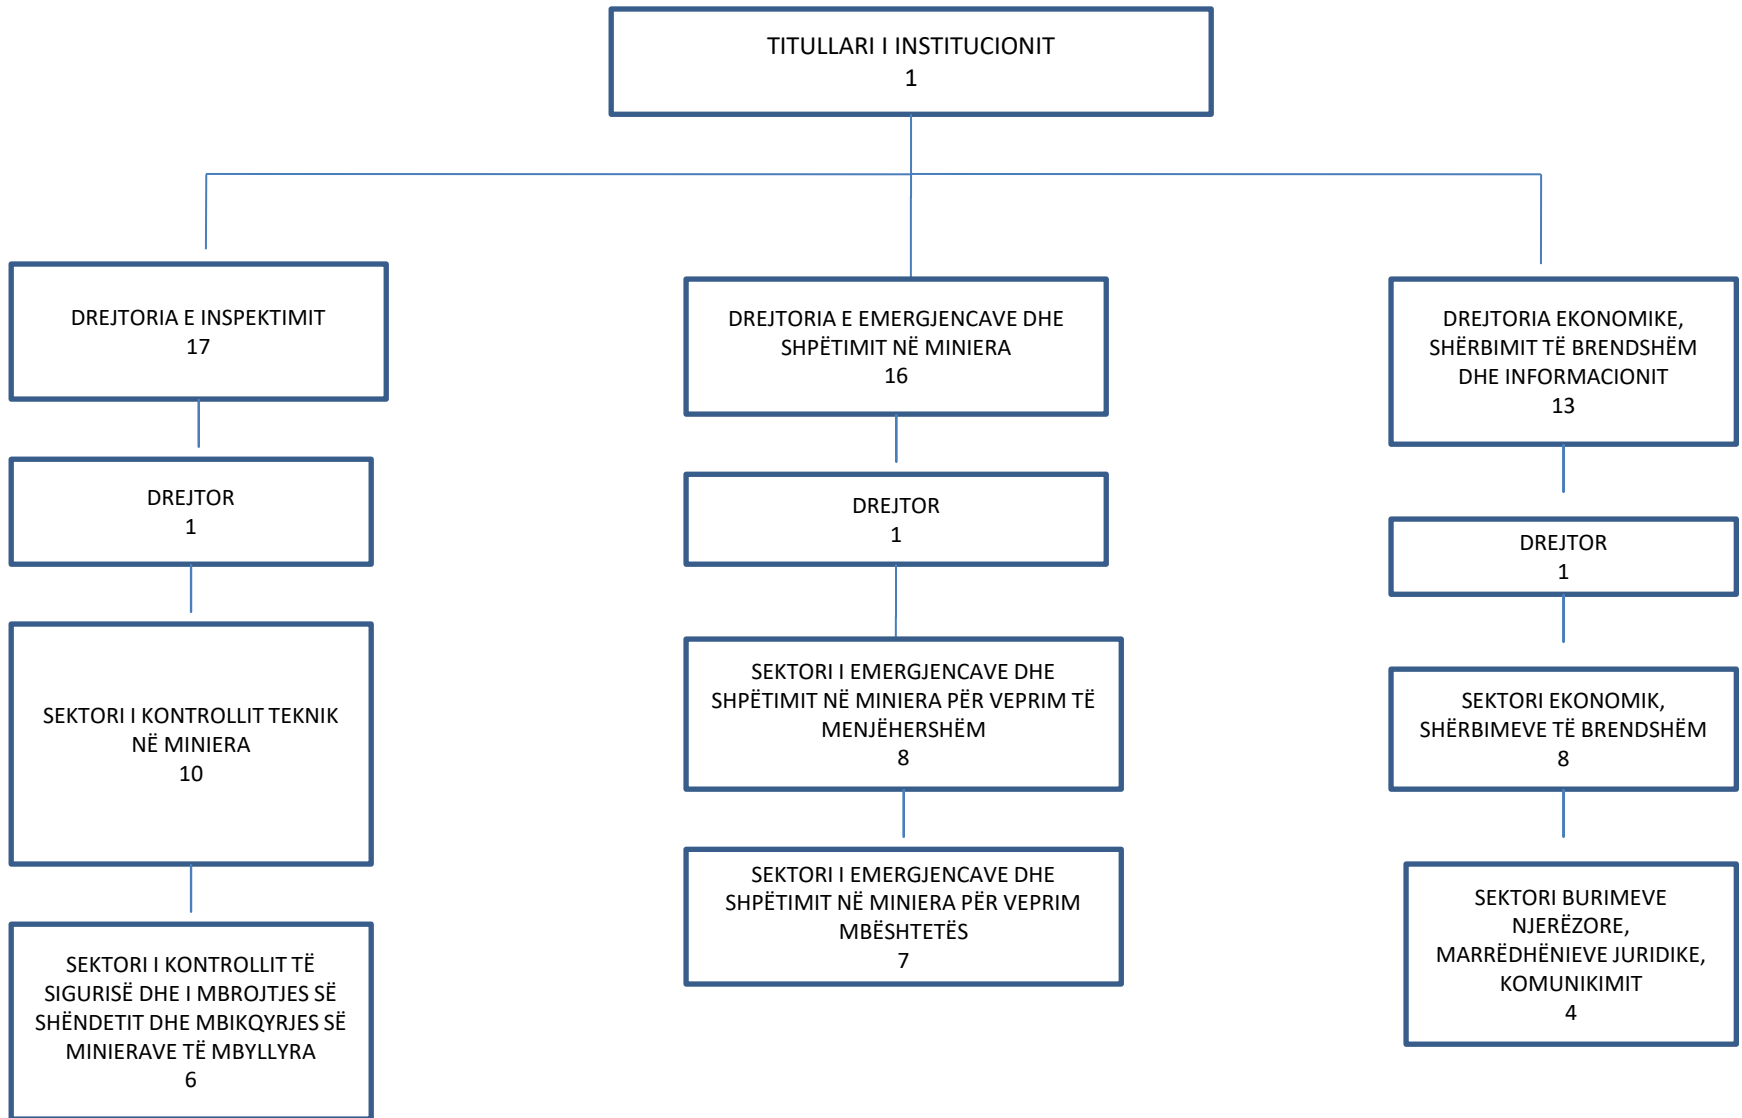 TITULLARI I INSTITUCIONIT
1
DREJTORIA E INSPEKTIMIT
17
DREJTOR
1
SEKTORI I KONTROLLIT TEKNIK
NË MINIERA
10
SEKTORI I KONTROLLIT TË
SIGURISË DHE I MBROJTJES SË
SHËNDETIT DHE MBIKQYRJES SË
MINIERAVE TË MBYLLYRA
6
DREJTORIA E EMERGJENCAVE DHE
SHPËTIMIT NË MINIERA
16
DREJTOR
1
SEKTORI I EMERGJENCAVE DHE
SHPËTIMIT NË MINIERA PËR VEPRIM TË
MENJËHERSHËM
8
SEKTORI I EMERGJENCAVE DHE
SHPËTIMIT NË MINIERA PËR VEPRIM
MBËSHTETËS
7
DREJTORIA EKONOMIKE,
SHËRBIMIT TË BRENDSHËM
DHE INFORMACIONIT
13
DREJTOR
1
SEKTORI EKONOMIK,
SHËRBIMEVE TË BRENDSHËM
8
SEKTORI BURIMEVE
NJERËZORE,
MARRËDHËNIEVE JURIDIKE,
KOMUNIKIMIT
4